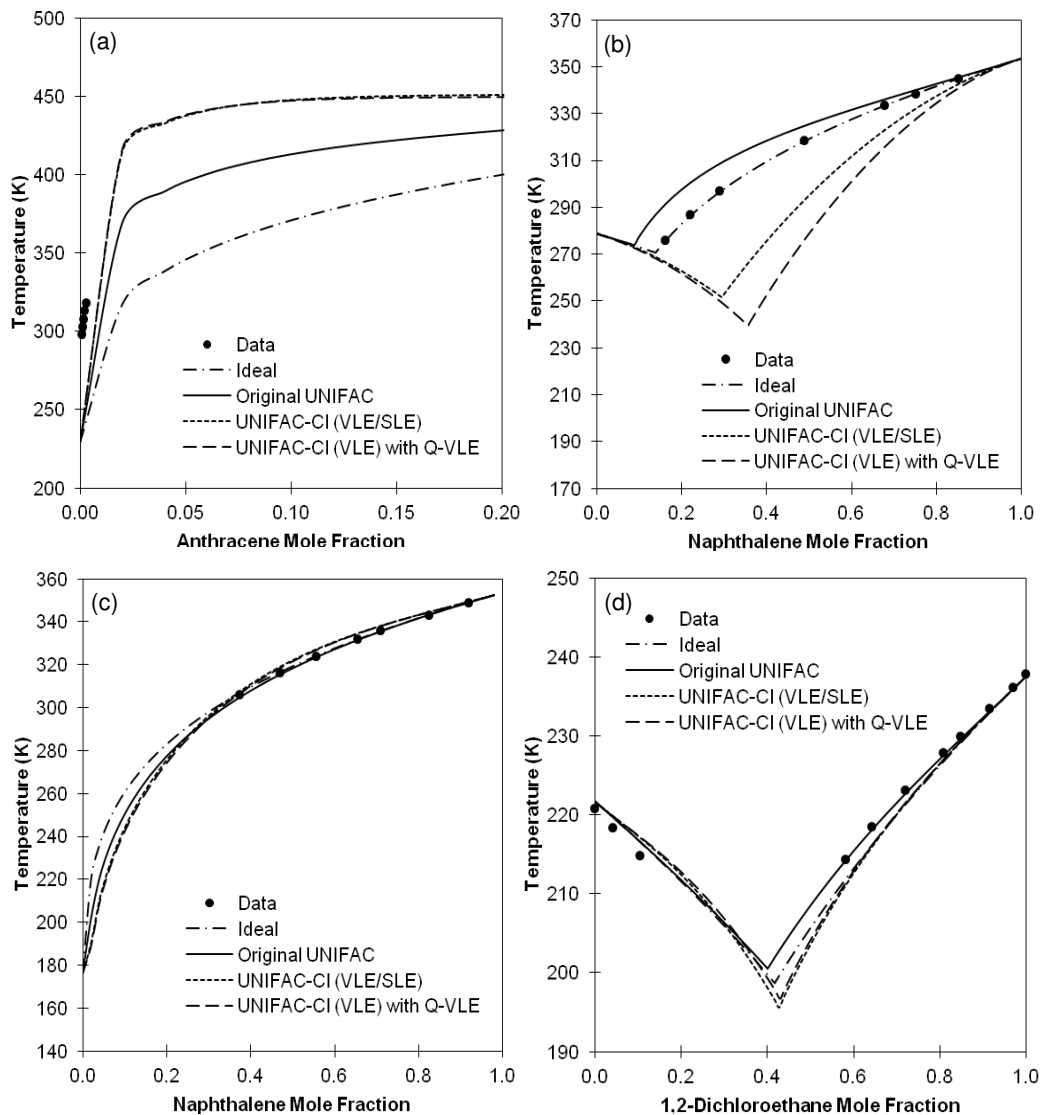 (a)
500
450
400
350
300
250
200
Temperature (K)
Data
Ideal
Original UNIFAC
UNIFAC-CI (VLE/SLE)
UNIFAC-CI (VLE) with Q-VLE
0.00 0.05 0.10 0.15 0.20
Anthracene Mole Fraction
(b)
370
350
330
310
290
270
250
230
210
190
170
Temperature (K)
Data
Ideal
Original UNIFAC
UNIFAC-CI (VLE/SLE)
UNIFAC-CI (VLE) with Q-VLE
0.0 0.2 0.4 0.6 0.8 1.0
Naphthalene Mole Fraction
(c)
360
340
320
300
280
260
240
220
200
180
160
140
Temperature (K)
Data
Ideal
Original UNIFAC
UNIFAC-CI (VLE/SLE)
UNIFAC-CI (VLE) with Q-VLE
0.0 0.2 0.4 0.6 0.8 1.0
Naphthalene Mole Fraction
(d)
250
240
230
220
210
200
190
Temperature (K)
Data
Ideal
Original UNIFAC
UNIFAC-CI (VLE/SLE)
UNIFAC-CI (VLE) with Q-VLE
0.0 0.2 0.4 0.6 0.8 1.0
1,2-Dichloroethane Mole Fraction